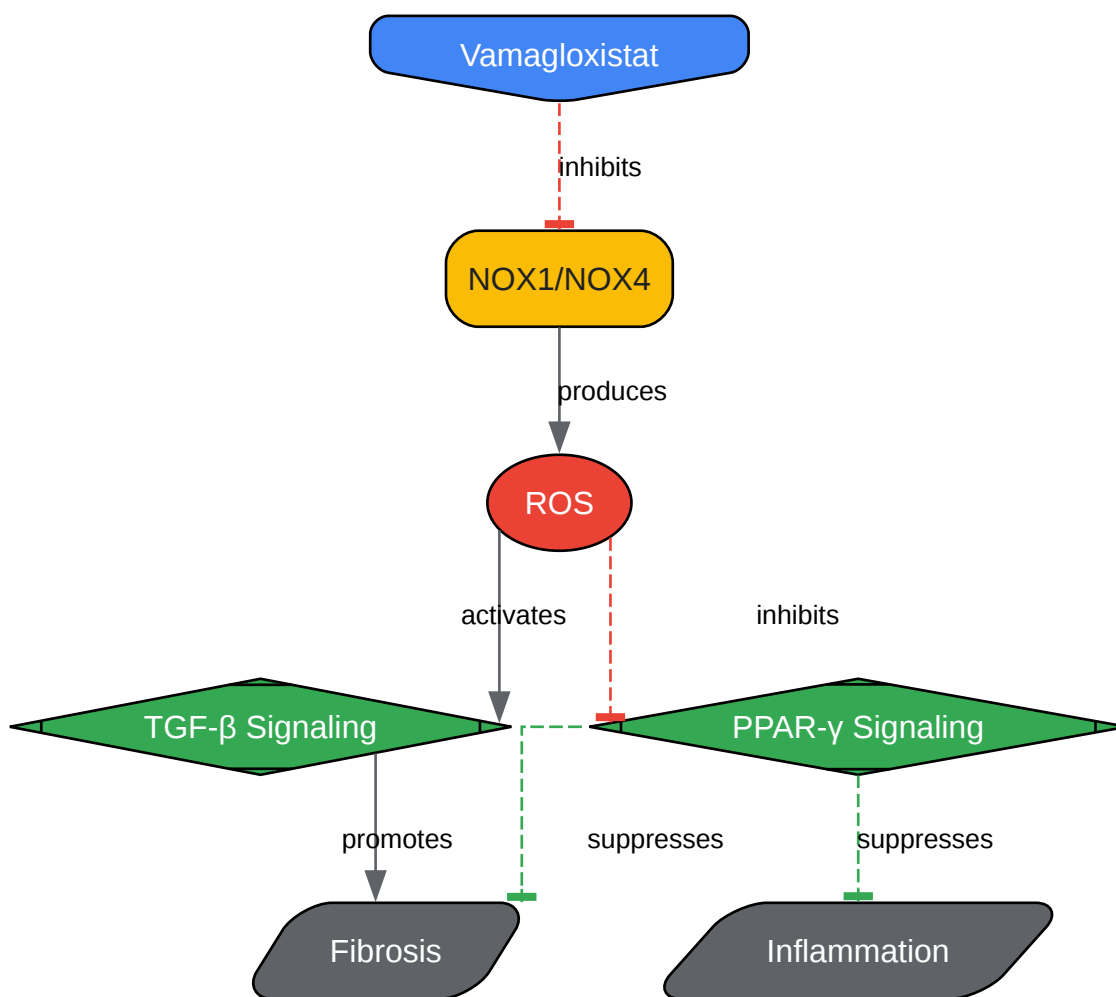 Vamagloxistat
inhibits
NOX1/NOX4
produces
ROS
activates
inhibits
TGF-β Signaling
PPAR-γ Signaling
promotes
suppresses
suppresses
Fibrosis
Inflammation